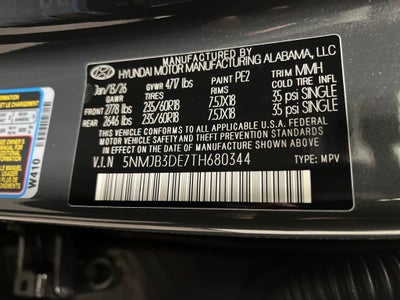 MANUFACTURED BY
HYUNDAI MOTOR MANUFACTURING ALABAMA, LLC
Jan/13/26 GVWR 4717 lbs PAINT PE2 TRIM MMH
GAWR TIRES RIMS COLD TIRE INFL
FRONT 2778 lbs 235/60R18 7.5JX18 35 psi SINGLE
REAR 2646 lbs 235/60R18 7.5JX18 35 psi SINGLE
THIS VEHICLE CONFORMS TO ALL APPLICABLE U.S.A. FEDERAL
MOTOR VEHICLE SAFETY AND THEFT PREVENTION STANDARDS
IN EFFECT ON THE DATE OF MANUFACTURE SHOWN ABOVE.
V.I.N 5NMJB3DE7TH680344 TYPE: MPV
W410